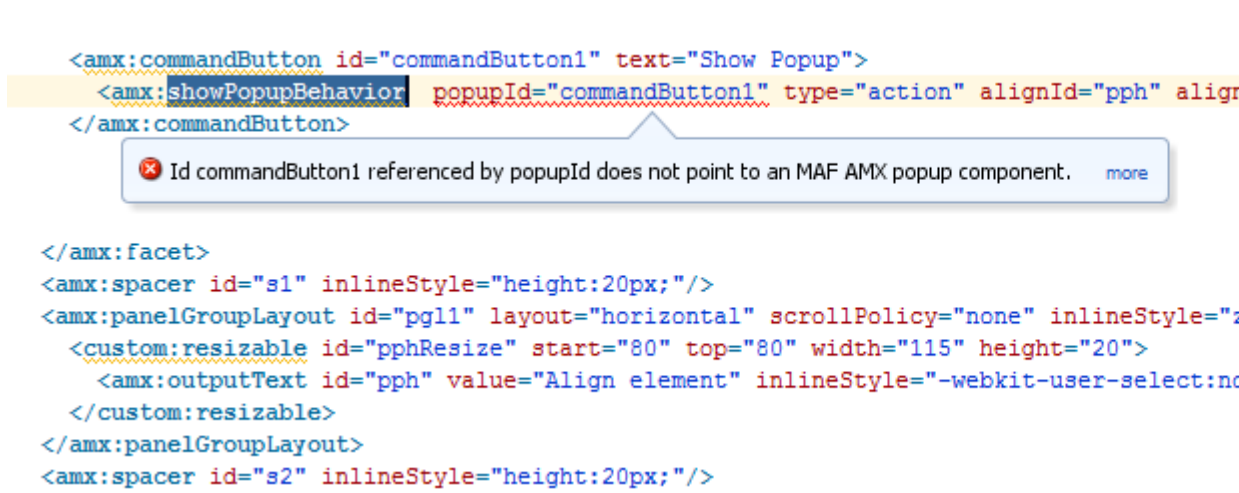 <amx:commandButton id="commandButton1" text="Show Popup">
<amx:showPopupBehavior popupId="commandButton1" type="action" alignId="pph" align
</amx:commandButton>
Id commandButton1 referenced by popupId does not point to an MAF AMX popup component. more
</amx:facet>
<amx:spacer id="s1" inlineStyle="height:20px;"/>
<amx:panelGroupLayout id="pgl1" layout="horizontal" scrollPolicy="none" inlineStyle="z
<custom:resizable id="pphResize" start="80" top="80" width="115" height="20">
<amx:outputText id="pph" value="Align element" inlineStyle="-webkit-user-select:no
</custom:resizable>
</amx:panelGroupLayout>
<amx:spacer id="s2" inlineStyle="height:20px;"/>